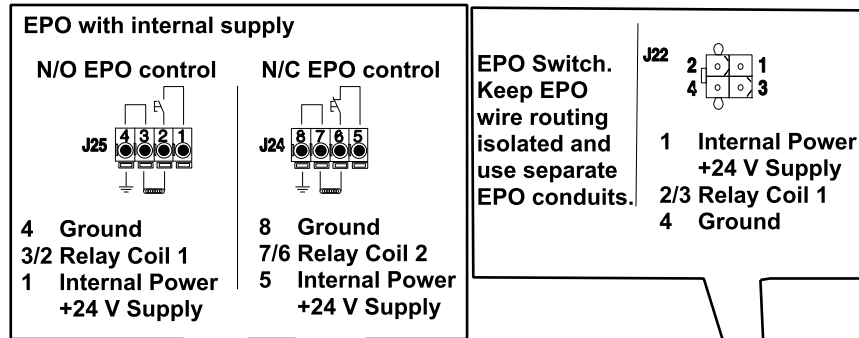 EPO with internal supply
N/O EPO control
J25
4 3 2 1
4 Ground
3/2 Relay Coil 1
1 Internal Power
+24 V Supply
N/C EPO control
J24
8 7 6 5
8 Ground
7/6 Relay Coil 2
5 Internal Power
+24 V Supply
EPO Switch.
Keep EPO
wire routing
isolated and
use separate
EPO conduits.
J22
2 1
4 3
1 Internal Power
+24 V Supply
2/3 Relay Coil 1
4 Ground